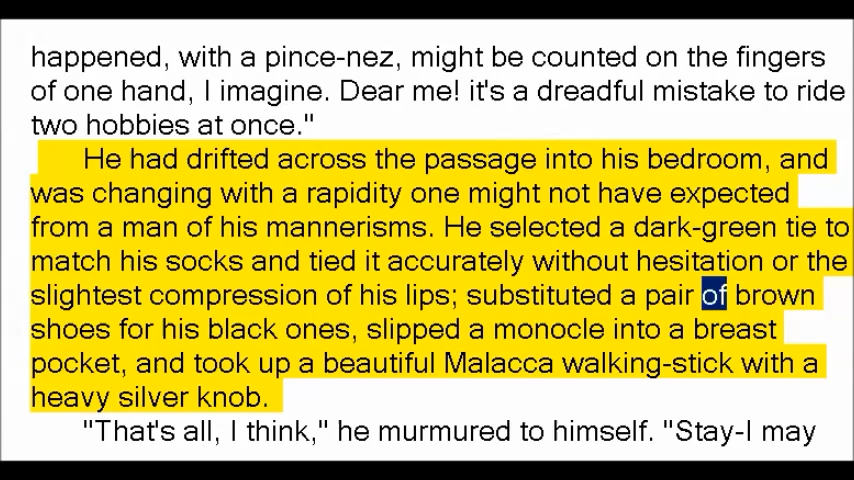 happened, with a pince-nez, might be counted on the fingers
of one hand, I imagine. Dear me! it's a dreadful mistake to ride
two hobbies at once."
He had drifted across the passage into his bedroom, and
was changing with a rapidity one might not have expected
from a man of his mannerisms. He selected a dark-green tie to
match his socks and tied it accurately without hesitation or the
slightest compression of his lips; substituted a pair of brown
shoes for his black ones, slipped a monocle into a breast
pocket, and took up a beautiful Malacca walking-stick with a
heavy silver knob.
"That's all, I think," he murmured to himself. "Stay-I may